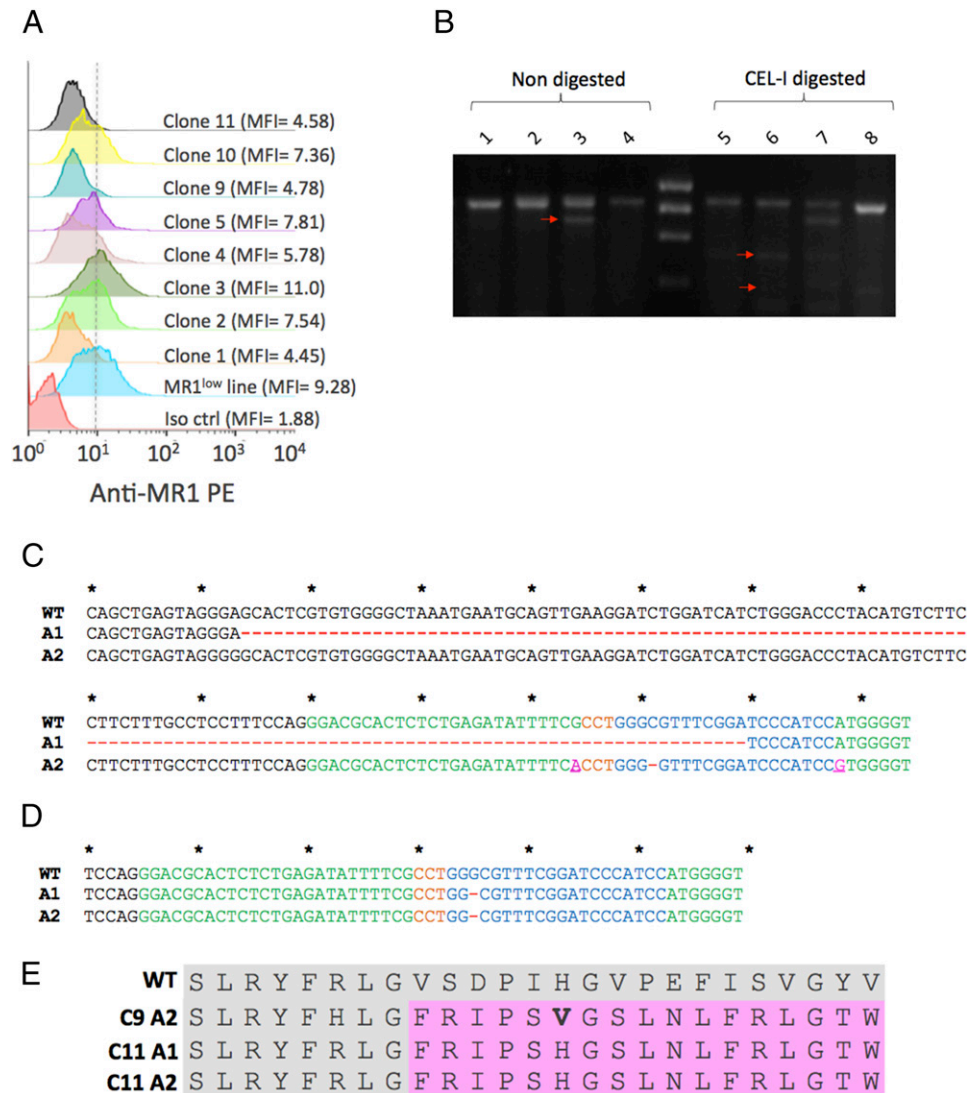 A
Clone 11 (MFI= 4.58)
Clone 10 (MFI= 7.36)
Clone 9 (MFI= 4.78)
Clone 5 (MFI= 7.81)
Clone 4 (MFI= 5.78)
Clone 3 (MFI= 11.0)
Clone 2 (MFI= 7.54)
Clone 1 (MFI= 4.45)
MR1low line (MFI= 9.28)
Iso ctrl (MFI= 1.88)
10^0 10^1 10^2 10^3 10^4
Anti-MR1 PE
B
Non digested CEL-I digested
1 2 3 4 5 6 7 8
C
* * * * * * * *
WT CAGCTGAGTAGGGAGCACTCGTGTGGGGCTAAATGAATGCAGTTGAAGGATCTGGATCATCTGGGACCCTACATGTCTTC
A1 CAGCTGAGTAGGGA------------------------------------------------------------------
A2 CAGCTGAGTAGGGGGCACTCGTGTGGGGCTAAATGAATGCAGTTGAAGGATCTGGATCATCTGGGACCCTACATGTCTTC
* * * * * * * *
WT CTTCTTTGCCTCCTTTCCAGGGACGCACTCTCTGAGATATTTTCGCCTGGGCGTTTCGGATCCCATCCATGGGGT
A1 ------------------------------------------------------------TCCCATCCATGGGGT
A2 CTTCTTTGCCTCCTTTCCAGGGACGCACTCTCTGAGATATTTTCACCTGGG-GTTTCGGATCCCATCCGTGGGGT
D
* * * * * * *
WT TCCAGGGACGCACTCTCTGAGATATTTTCGCCTGGGCGTTTCGGATCCCATCCATGGGGT
A1 TCCAGGGACGCACTCTCTGAGATATTTTCGCCTGG-CGTTTCGGATCCCATCCATGGGGT
A2 TCCAGGGACGCACTCTCTGAGATATTTTCGCCTGG-CGTTTCGGATCCCATCCATGGGGT
E
WT S L R Y F R L G V S D P I H G V P E F I S V G Y V
C9 A2 S L R Y F H L G F R I P S V G S L N L F R L G T W
C11 A1 S L R Y F R L G F R I P S H G S L N L F R L G T W
C11 A2 S L R Y F R L G F R I P S H G S L N L F R L G T W